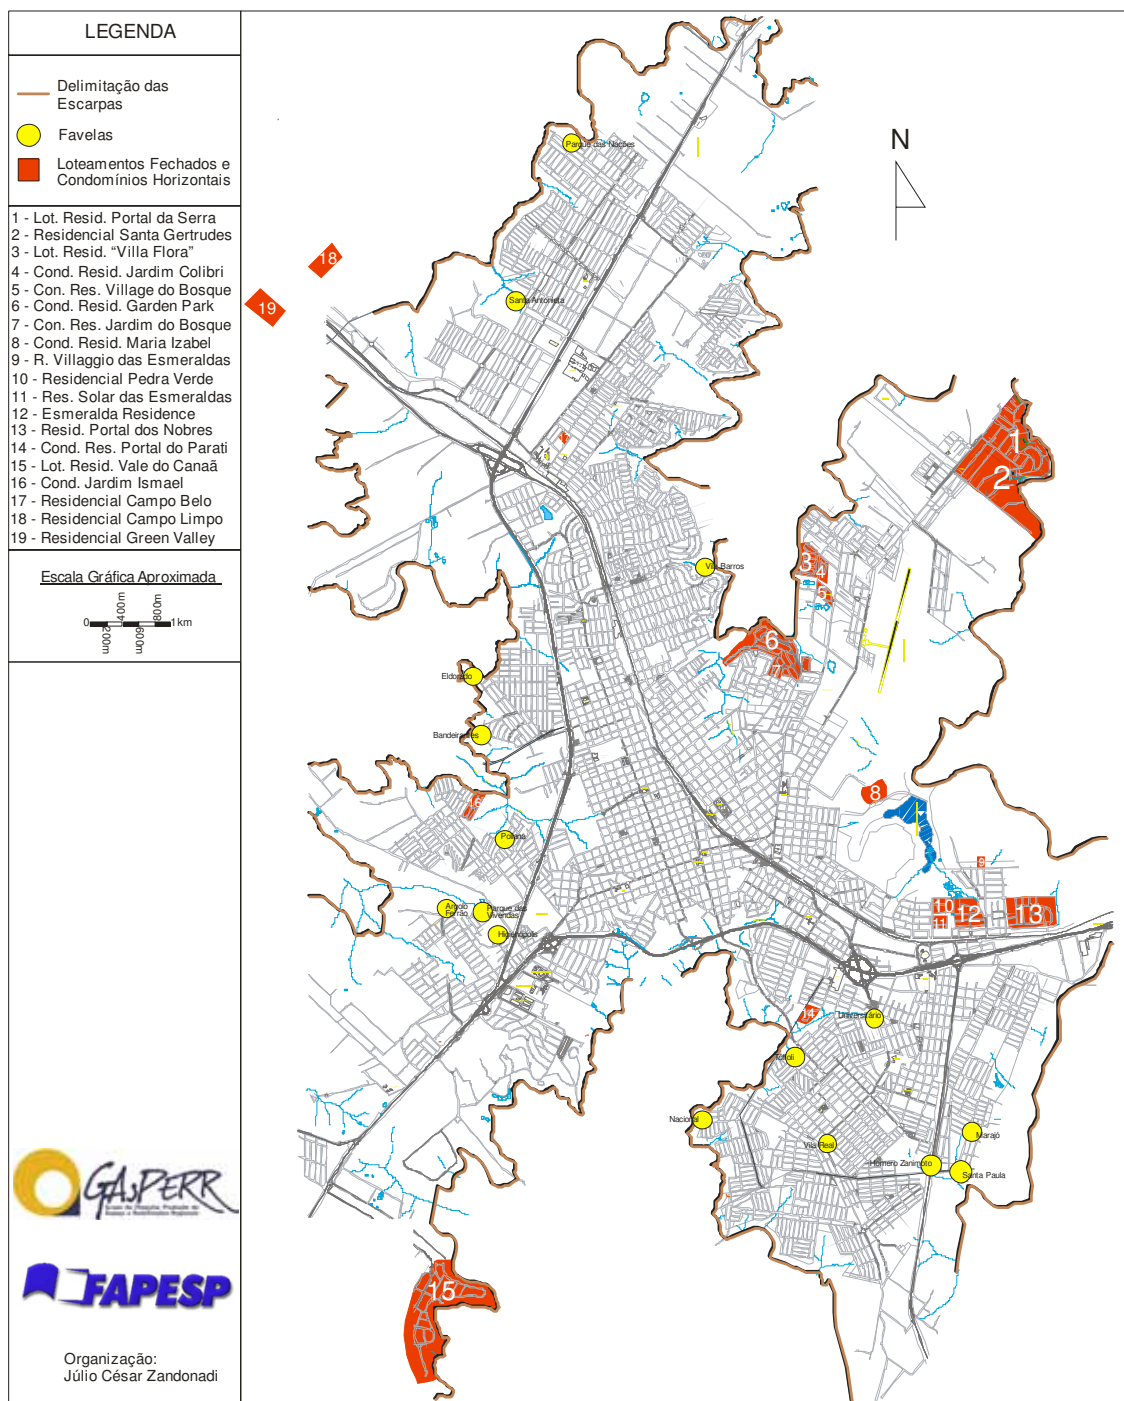 LEGENDA
Delimitação das
Escarpas
Favelas
Loteamentos Fechados e
Condomínios Horizontais
1 - Lot. Resid. Portal da Serra
2 - Residencial Santa Gertrudes
3 - Lot. Resid. “Villa Flora”
4 - Cond. Resid. Jardim Colibri
5 - Con. Res. Village do Bosque
6 - Cond. Resid. Garden Park
7 - Con. Res. Jardim do Bosque
8 - Cond. Resid. Maria Izabel
9 - R. Villaggio das Esmeraldas
10 - Residencial Pedra Verde
11 - Res. Solar das Esmeraldas
12 - Esmeralda Residence
13 - Resid. Portal dos Nobres
14 - Cond. Res. Portal do Parati
15 - Lot. Resid. Vale do Canaã
16 - Cond. Jardim Ismael
17 - Residencial Campo Belo
18 - Residencial Campo Limpo
19 - Residencial Green Valley
Escala Gráfica Aproximada
0 200m 400m 600m 800m 1km
GAsPERR
FAPESP
Organização:
Júlio César Zandonadi
N
Parque das Nações
18
19
Santa Antonieta
17
1
2
Vila Barros
3
4
5
6
7
Eldorado
Bandeirantes
8
16
Poliana
9
Argolo
Ferrão
Parque das
Vivendas
Higienópolis
10
11
12
13
14
Universitário
Toffoli
Nacional
Vila Real
Marajó
Homero Zanimoto
Santa Paula
15